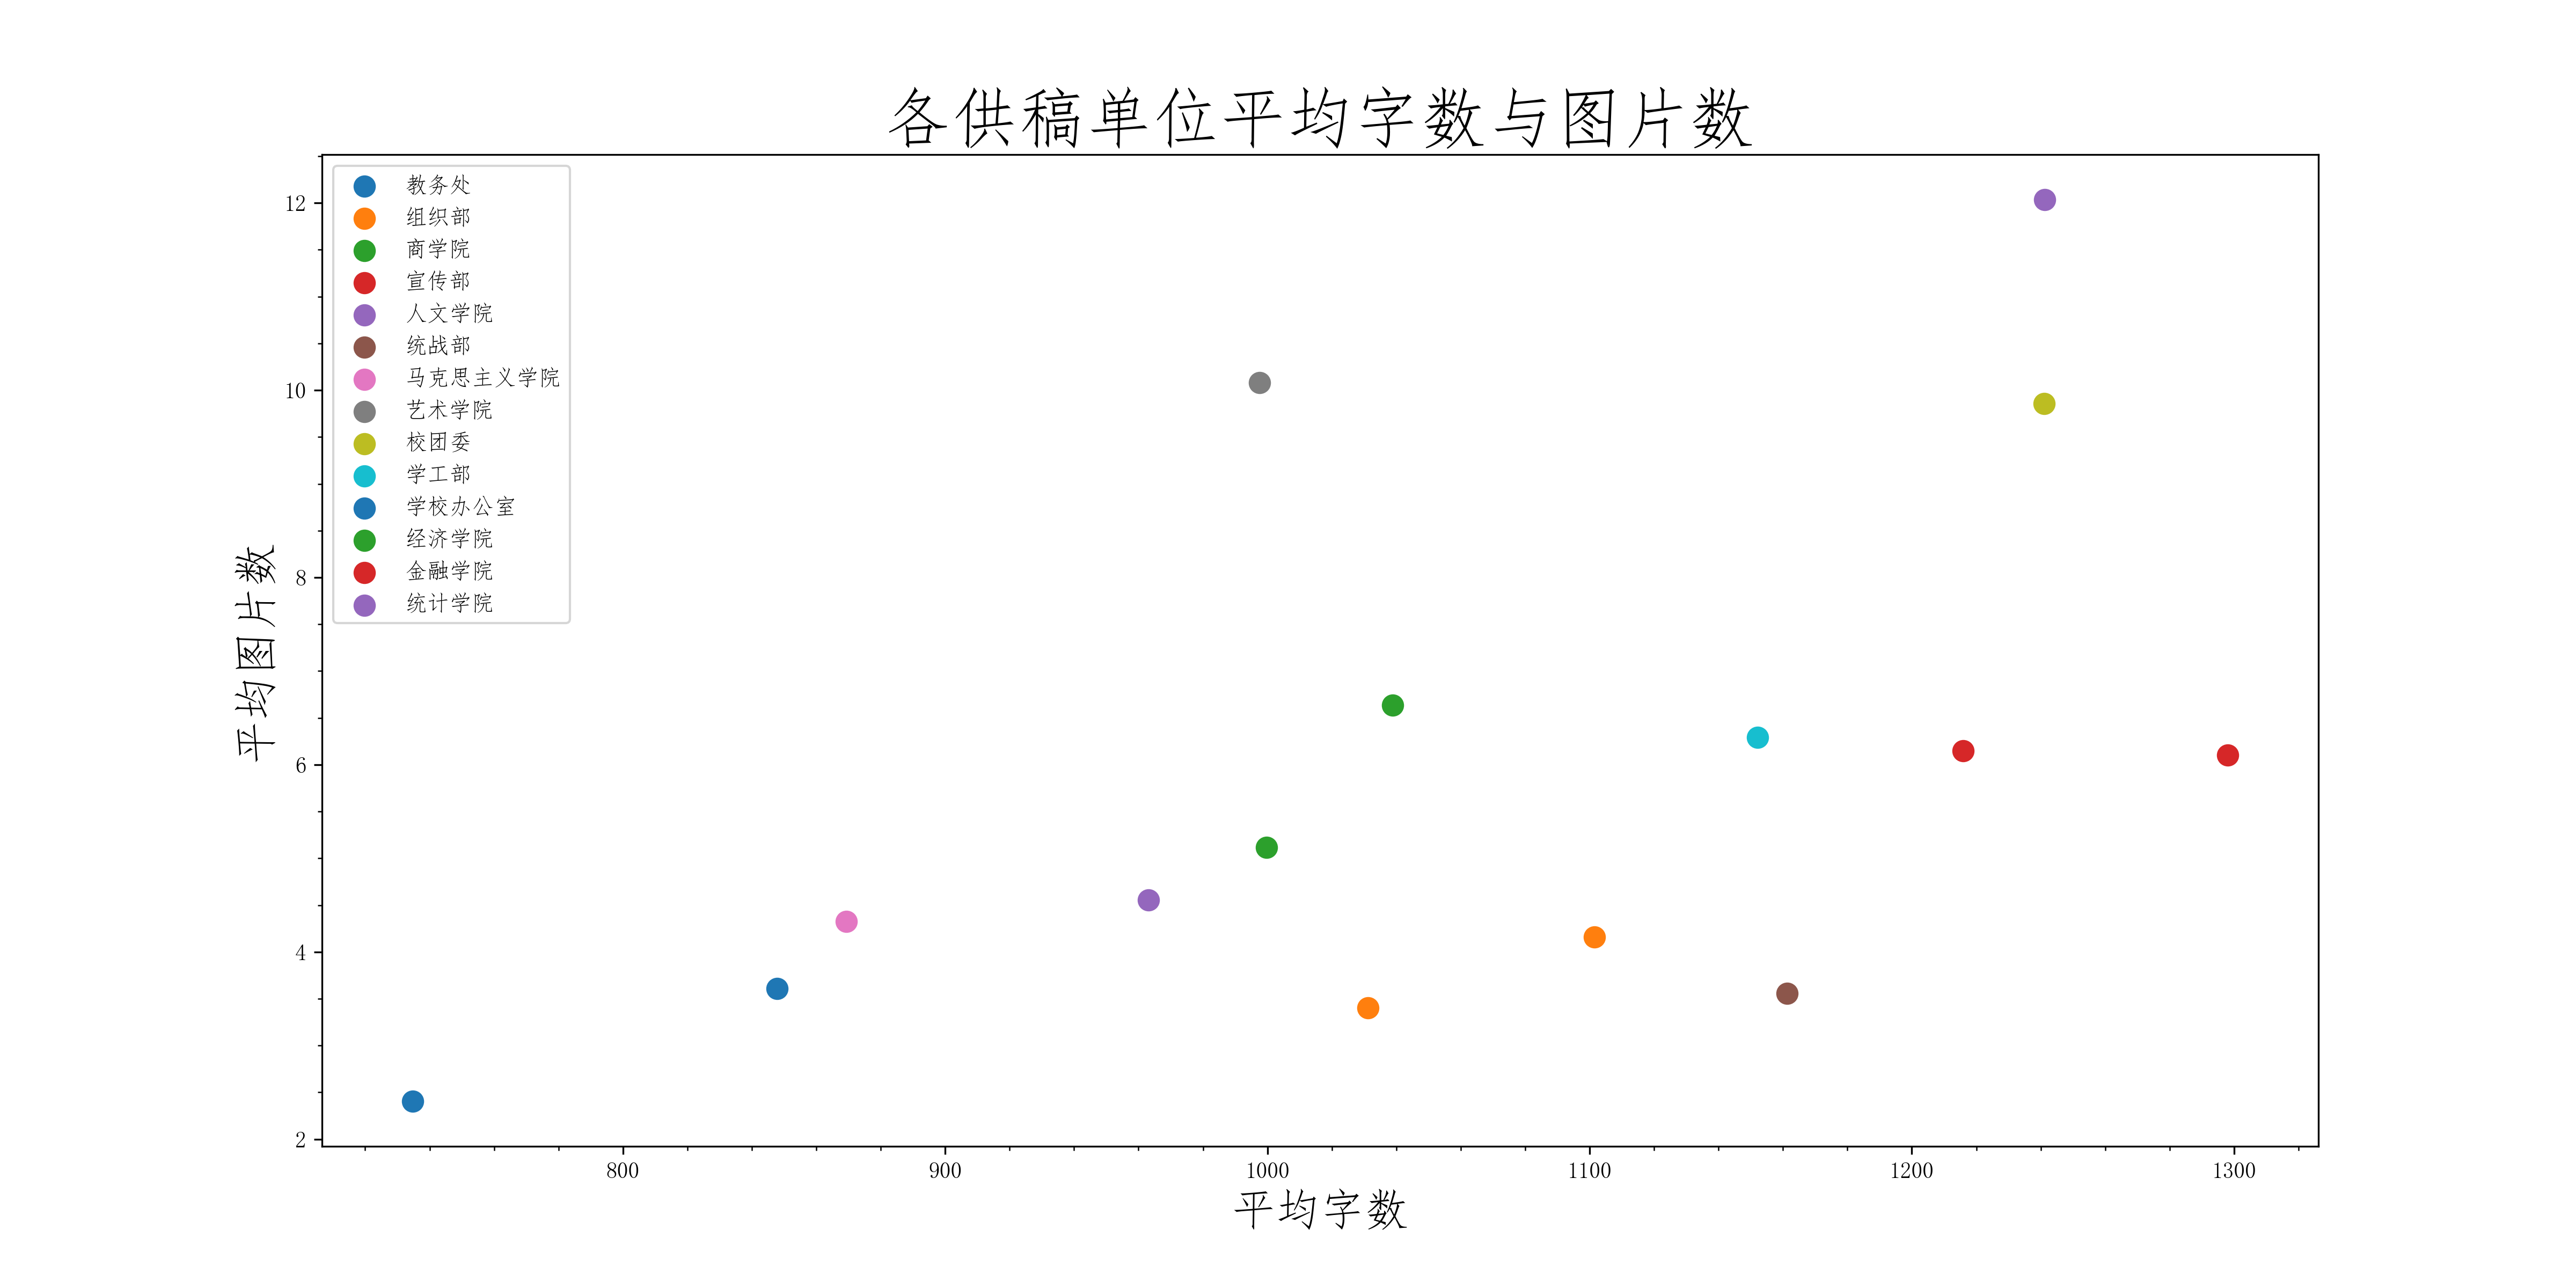 各供稿单位平均字数与图片数
教务处
组织部
商学院
宣传部
人文学院
统战部
马克思主义学院
艺术学院
校团委
学工部
学校办公室
经济学院
金融学院
统计学院
平均图片数
12
10
8
6
4
2
800 900 1000 1100 1200 1300
平均字数